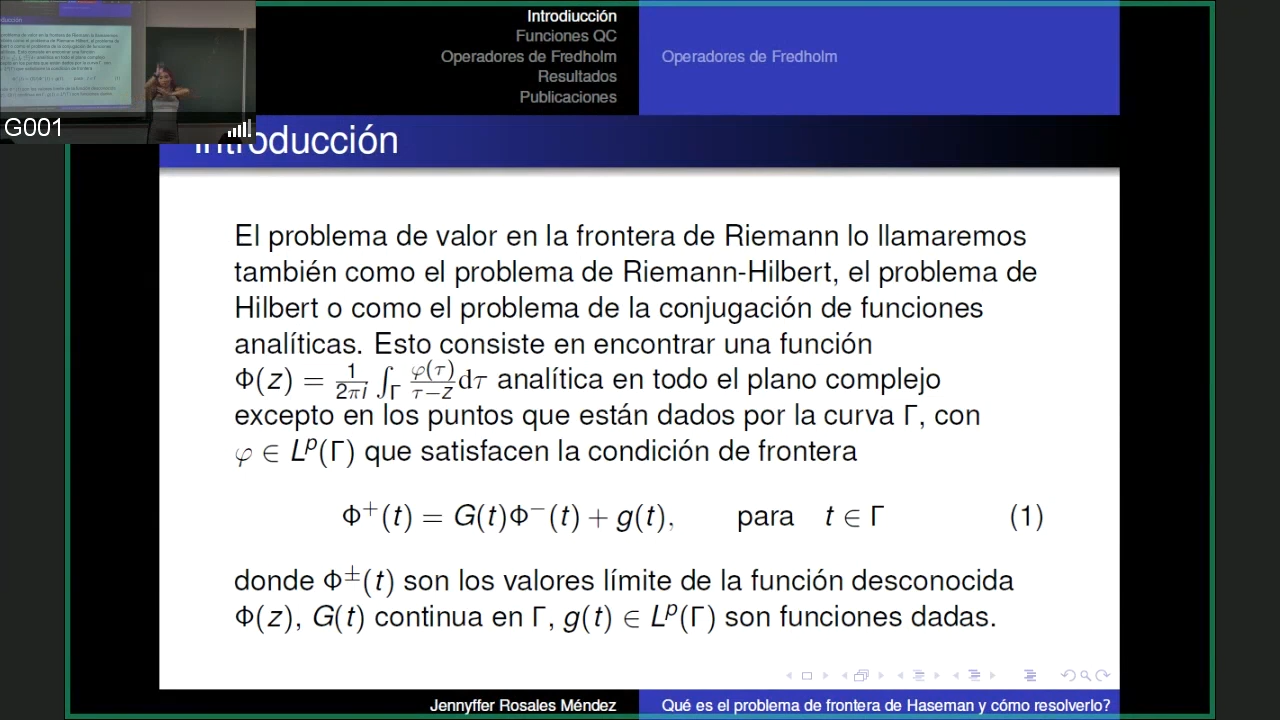 Introdiucción
Funciones QC
Operadores de Fredholm
Resultados
Publicaciones
Operadores de Fredholm
G001
Introducción
El problema de valor en la frontera de Riemann lo llamaremos
también como el problema de Riemann-Hilbert, el problema de
Hilbert o como el problema de la conjugación de funciones
analíticas. Esto consiste en encontrar una función
Φ(z) = 1/2πi ∫_Γ φ(τ)/τ−z dτ analítica en todo el plano complejo
excepto en los puntos que están dados por la curva Γ, con
φ ∈ L^p(Γ) que satisfacen la condición de frontera
Φ⁺(t) = G(t)Φ⁻(t) + g(t), para t ∈ Γ (1)
donde Φ^±(t) son los valores límite de la función desconocida
Φ(z), G(t) continua en Γ, g(t) ∈ L^p(Γ) son funciones dadas.
Jennyffer Rosales Méndez
Qué es el problema de frontera de Haseman y cómo resolverlo?